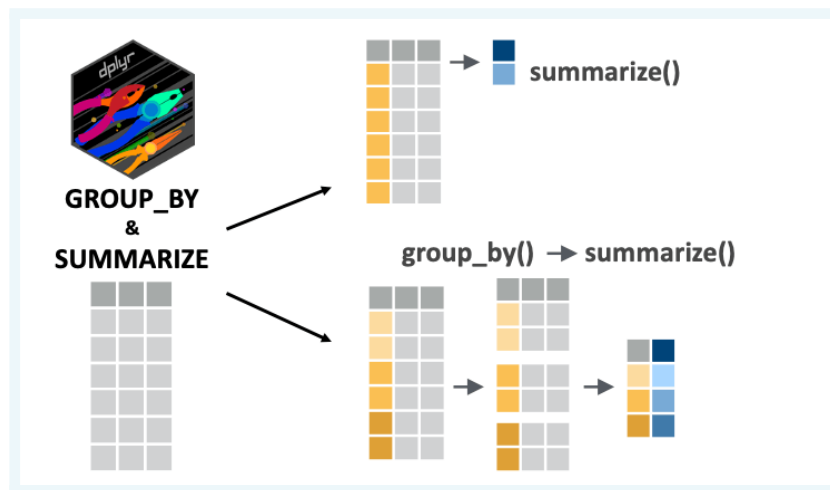 dplyr
GROUP_BY
&
SUMMARIZE
summarize()
group_by() → summarize()